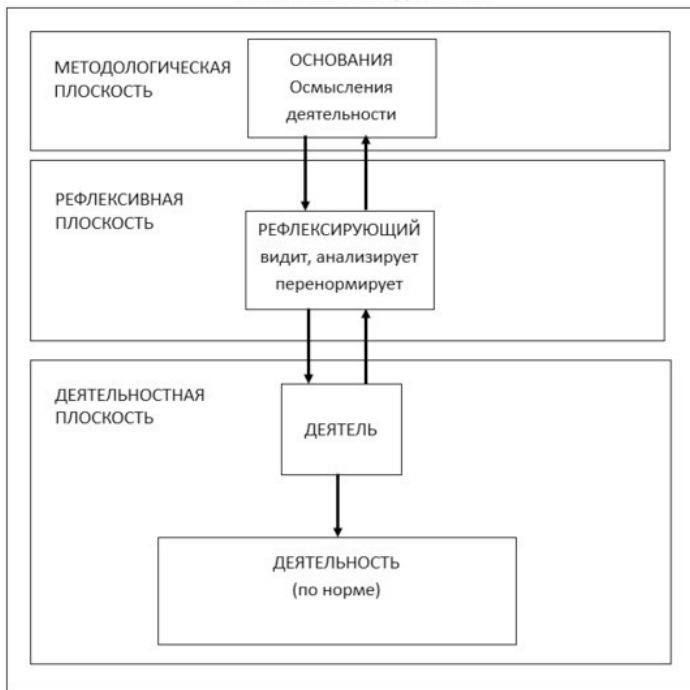 МЕТОДОЛОГИЧЕСКАЯ
ПЛОСКОСТЬ
ОСНОВАНИЯ
Осмысления
деятельности
РЕФЛЕКСИВНАЯ
ПЛОСКОСТЬ
РЕФЛЕКСИРУЮЩИЙ
видит, анализирует
перенормирует
ДЕЯТЕЛЬНОСТНАЯ
ПЛОСКОСТЬ
ДЕЯТЕЛЬ
ДЕЯТЕЛЬНОСТЬ
(по норме)